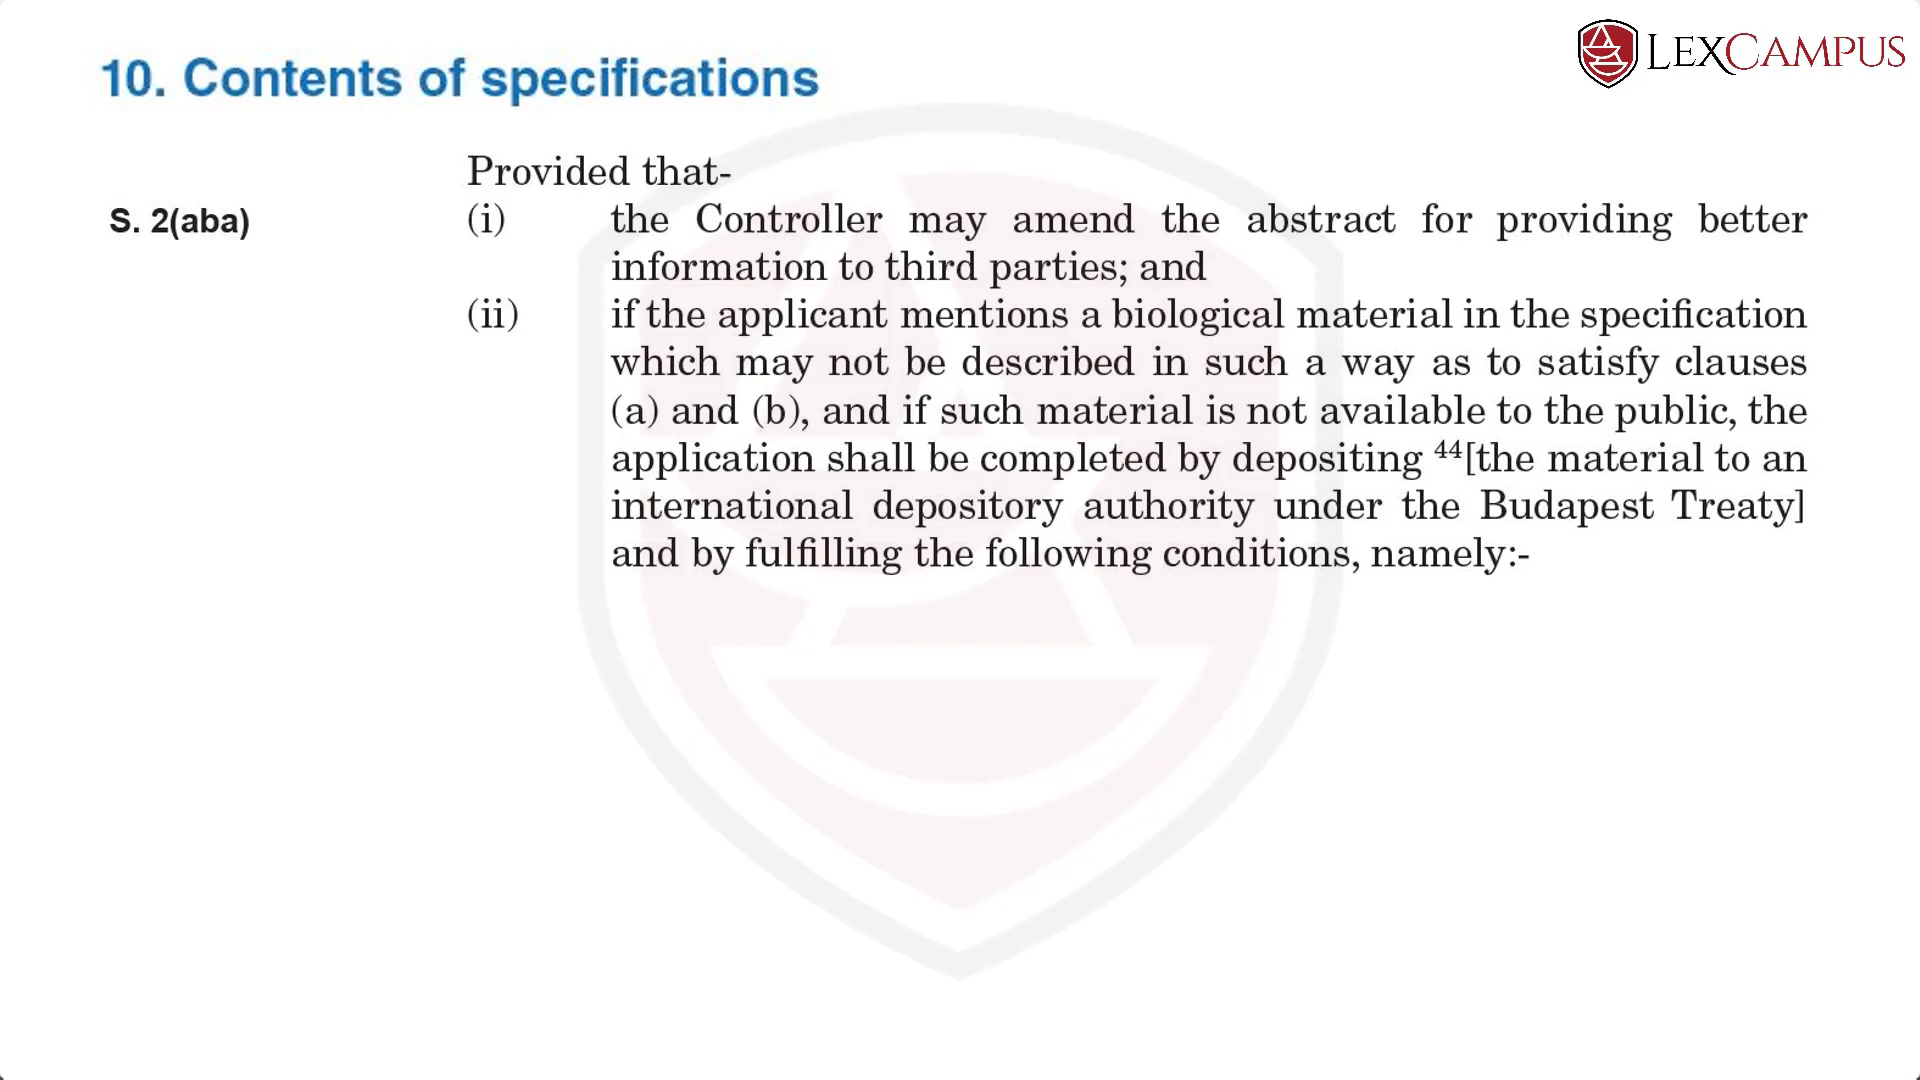 LEXCAMPUS
10. Contents of specifications
Provided that-
S. 2(aba) (i) the Controller may amend the abstract for providing better
information to third parties; and
(ii) if the applicant mentions a biological material in the specification
which may not be described in such a way as to satisfy clauses
(a) and (b), and if such material is not available to the public, the
application shall be completed by depositing ⁴⁴[the material to an
international depository authority under the Budapest Treaty]
and by fulfilling the following conditions, namely:-